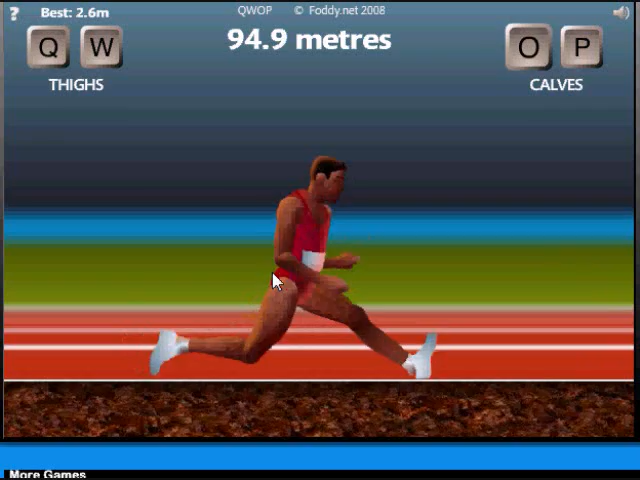 ? Best: 2.6m QWOP © Foddy.net 2008
Q W 94.9 metres O P
THIGHS CALVES
More Games